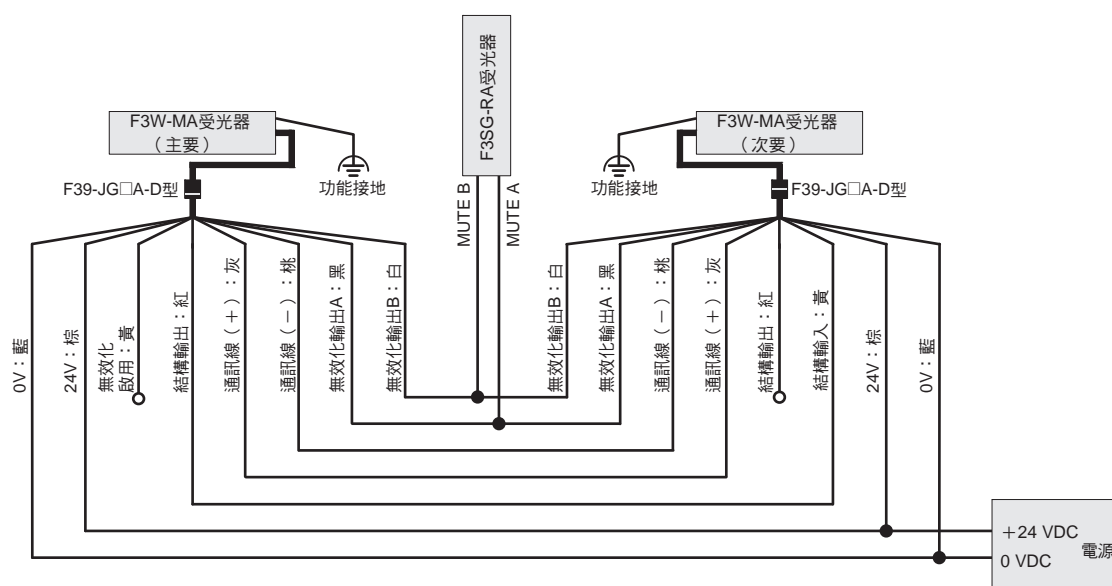 F3SG-RA受光器
F3W-MA受光器
（主要）
F3W-MA受光器
（次要）
功能接地
功能接地
F39-JG□A-D型
F39-JG□A-D型
MUTE B
MUTE A
0V：藍
24V：棕
無效化
啟用：黃
結構輸出：紅
通訊線（＋）：灰
通訊線（－）：桃
無效化輸出A：黑
無效化輸出B：白
無效化輸出B：白
無效化輸出A：黑
通訊線（－）：桃
通訊線（＋）：灰
結構輸出：紅
結構輸入：黃
24V：棕
0V：藍
＋24 VDC
0 VDC
電源